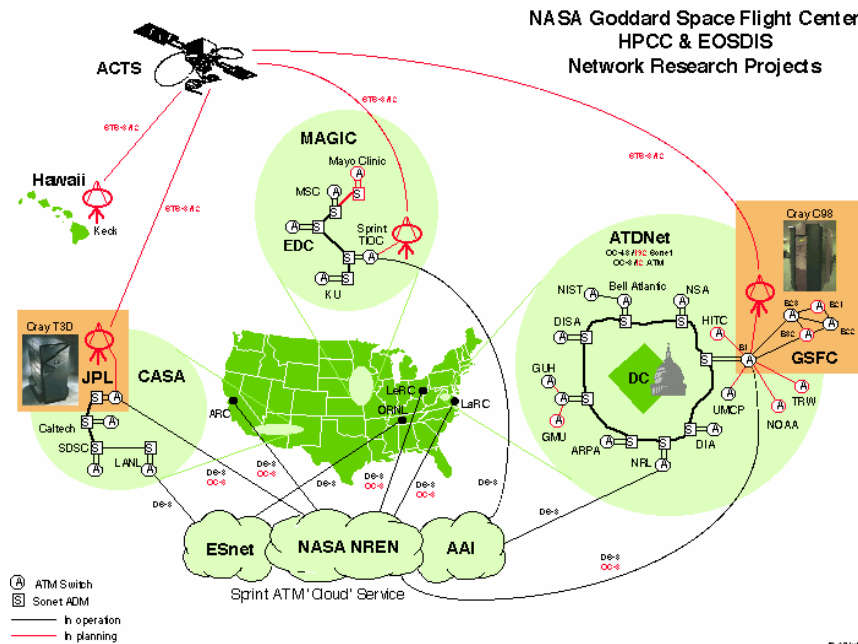 NASA Goddard Space Flight Center
HPCC & EOSDIS
Network Research Projects
ACTS
Hawaii
Keck
MAGIC
Mayo Clinic
MSC
EDC
Sprint
TIOC
KU
ATDNet
Bell Atlantic
NIST
NSA
DISA
HITC
GUH
GMU
ARPA
NRL
DIA
DC
UMCP
NOAA
TRW
B1
Cray C98
GSFC
Cray T3D
JPL
CASA
Caltech
SDSC
LANL
ARC
LeRC
ORNL
LaRC
ESnet
NASA NREN
AAI
Sprint ATM 'Cloud' Service
A ATM Switch
S Sonet ADM
In operation
In planning